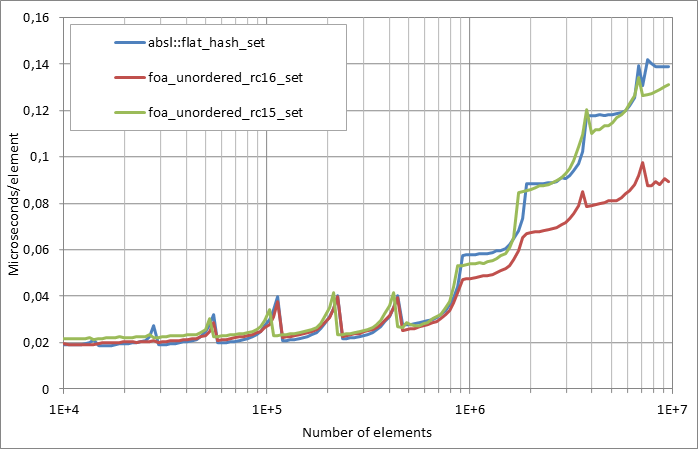 0,16
0,14
0,12
0,1
0,08
0,06
0,04
0,02
0
Microseconds/element
absl::flat_hash_set
foa_unordered_rc16_set
foa_unordered_rc15_set
1E+4 1E+5 1E+6 1E+7
Number of elements